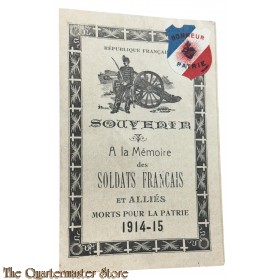 RÉPUBLIQUE FRANÇAISE
HONNEUR
PATRIE
SOUVENIR
A la Mémoire
des
SOLDATS FRANÇAIS
ET ALLIÉS
MORTS POUR LA PATRIE
1914-15
The Quartermaster Store